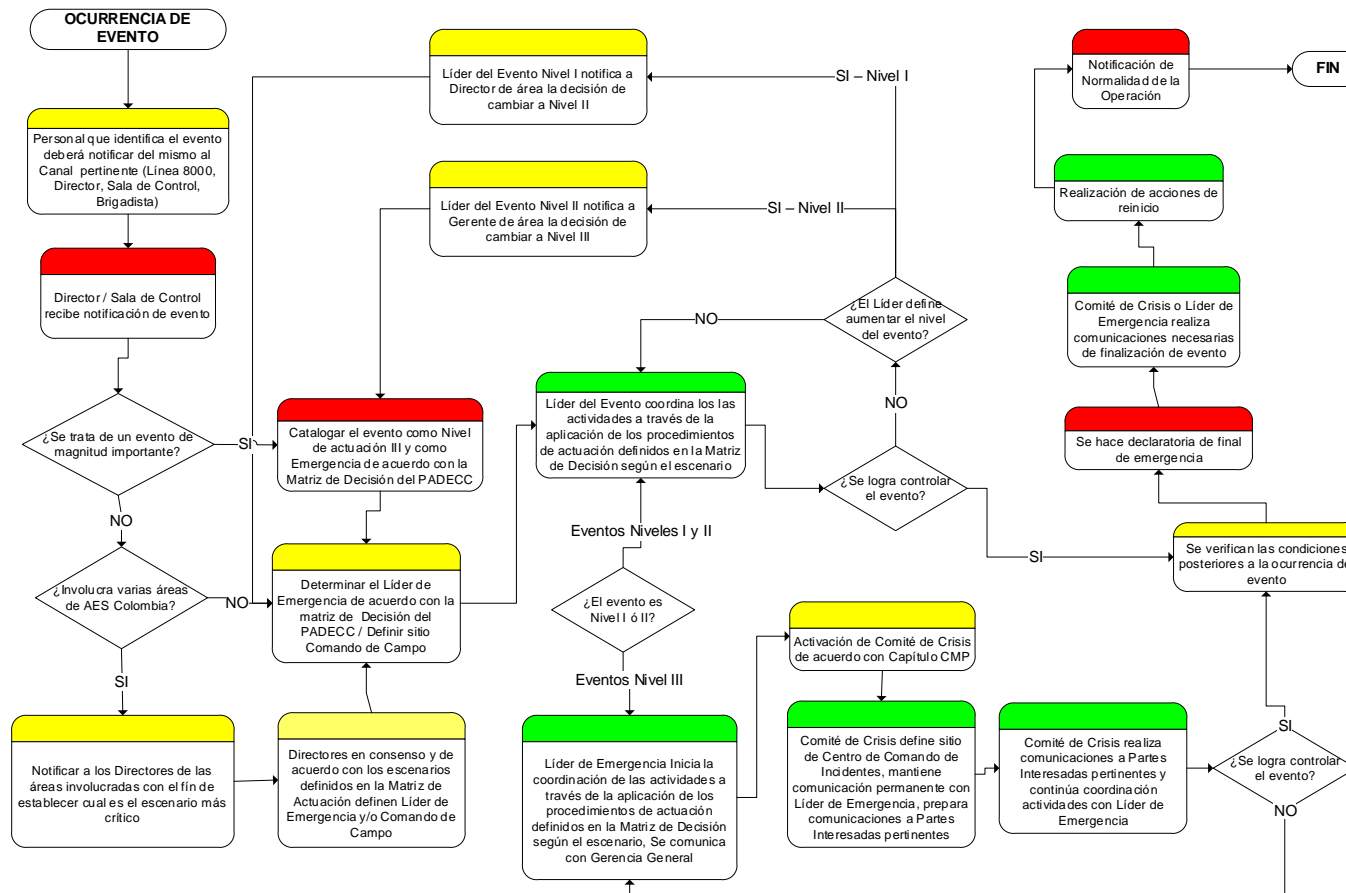 OCURRENCIA DE
EVENTO
Personal que identifica el evento
deberá notificar del mismo al
Canal pertinente (Línea 8000,
Director, Sala de Control,
Brigadista)
Director / Sala de Control
recibe notificación de evento
¿Se trata de un evento de
magnitud importante?
SI
NO
¿Involucra varias áreas
de AES Colombia?
NO
SI
Notificar a los Directores de las
áreas involucradas con el fín de
establecer cual es el escenario más
crítico
Directores en consenso y de
acuerdo con los escenarios
definidos en la Matriz de
Actuación definen Líder de
Emergencia y/o Comando de
Campo
Determinar el Líder de
Emergencia de acuerdo con la
matriz de Decisión del
PADECC / Definir sitio
Comando de Campo
Catalogar el evento como Nivel
de actuación III y como
Emergencia de acuerdo con la
Matriz de Decisión del PADECC
Líder del Evento Nivel I notifica a
Director de área la decisión de
cambiar a Nivel II
SI – Nivel I
Líder del Evento Nivel II notifica a
Gerente de área la decisión de
cambiar a Nivel III
SI – Nivel II
¿El Líder define
aumentar el nivel
del evento?
NO
NO
Líder del Evento coordina los las
actividades a través de la
aplicación de los procedimientos
de actuación definidos en la Matriz
de Decisión según el escenario
¿Se logra controlar
el evento?
SI
Eventos Niveles I y II
¿El evento es
Nivel I ó II?
Eventos Nivel III
Líder de Emergencia Inicia la
coordinación de las actividades a
través de la aplicación de los
procedimientos de actuación
definidos en la Matriz de Decisión
según el escenario, Se comunica
con Gerencia General
Activación de Comité de Crisis
de acuerdo con Capítulo CMP
Comité de Crisis define sitio
de Centro de Comando de
Incidentes, mantiene
comunicación permanente con
Líder de Emergencia, prepara
comunicaciones a Partes
Interesadas pertinentes
Comité de Crisis realiza
comunicaciones a Partes
Interesadas pertinentes y
continúa coordinación
actividades con Líder de
Emergencia
¿Se logra controlar
el evento?
SI
NO
Se verifican las condiciones
posteriores a la ocurrencia de
evento
Se hace declaratoria de final
de emergencia
Comité de Crisis o Líder de
Emergencia realiza
comunicaciones necesarias
de finalización de evento
Realización de acciones de
reinicio
Notificación de
Normalidad de la
Operación
FIN